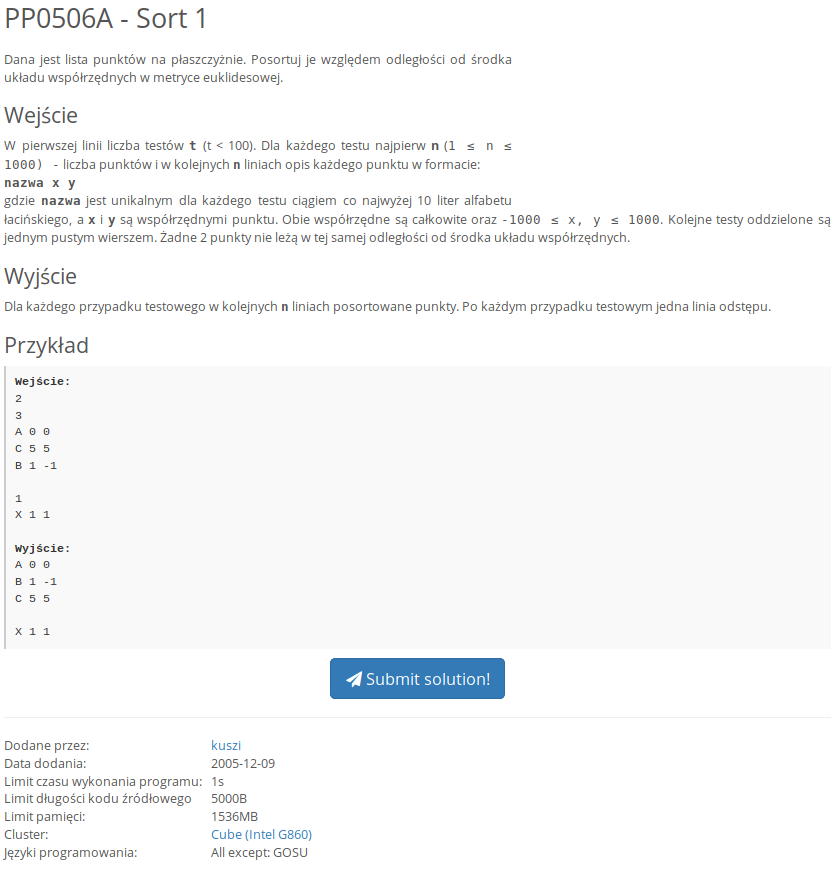 PP0506A - Sort 1
Dana jest lista punktów na płaszczyżnie. Posortuj je względem odległości od środka
układu współrzędnych w metryce euklidesowej.
Wejście
W pierwszej linii liczba testów t (t < 100). Dla każdego testu najpierw n (1 ≤ n ≤
1000) - liczba punktów i w kolejnych n liniach opis każdego punktu w formacie:
nazwa x y
gdzie nazwa jest unikalnym dla każdego testu ciągiem co najwyżej 10 liter alfabetu
łacińskiego, a x i y są współrzędnymi punktu. Obie współrzędne są całkowite oraz -1000 ≤ x, y ≤ 1000. Kolejne testy oddzielone są
jednym pustym wierszem. Żadne 2 punkty nie leżą w tej samej odległości od środka układu współrzędnych.
Wyjście
Dla każdego przypadku testowego w kolejnych n liniach posortowane punkty. Po każdym przypadku testowym jedna linia odstępu.
Przykład
Wejście:
2
3
A 0 0
C 5 5
B 1 -1
1
X 1 1
Wyjście:
A 0 0
B 1 -1
C 5 5
X 1 1
Submit solution!
Dodane przez: kuszi
Data dodania: 2005-12-09
Limit czasu wykonania programu: 1s
Limit długości kodu źródłowego 5000B
Limit pamięci: 1536MB
Cluster: Cube (Intel G860)
Języki programowania: All except: GOSU